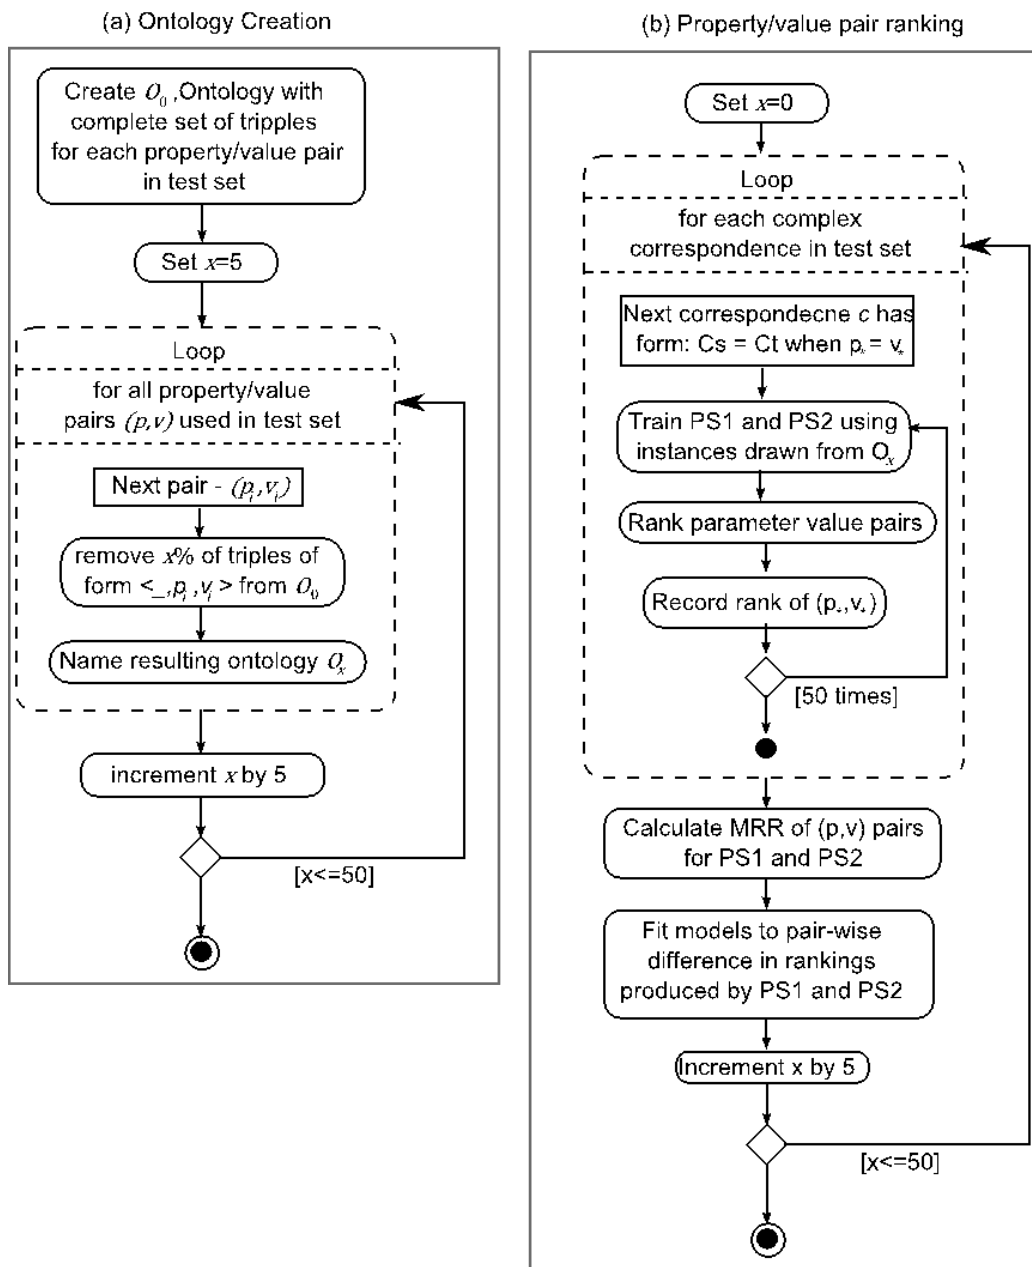 (a) Ontology Creation
Create O₀ ,Ontology with
complete set of tripples
for each property/value pair
in test set
Set x=5
Loop
for all property/value
pairs (p,v) used in test set
Next pair - (pᵢ,vᵢ)
remove x% of triples of
form <_,pᵢ,vᵢ> from O₀
Name resulting ontology Oₓ
increment x by 5
[x<=50]
(b) Property/value pair ranking
Set x=0
Loop
for each complex
correspondence in test set
Next correspondecne c has
form: Cs = Ct when p*= v*
Train PS1 and PS2 using
instances drawn from Oₓ
Rank parameter value pairs
Record rank of (p*,v*)
[50 times]
Calculate MRR of (p,v) pairs
for PS1 and PS2
Fit models to pair-wise
difference in rankings
produced by PS1 and PS2
Increment x by 5
[x<=50]